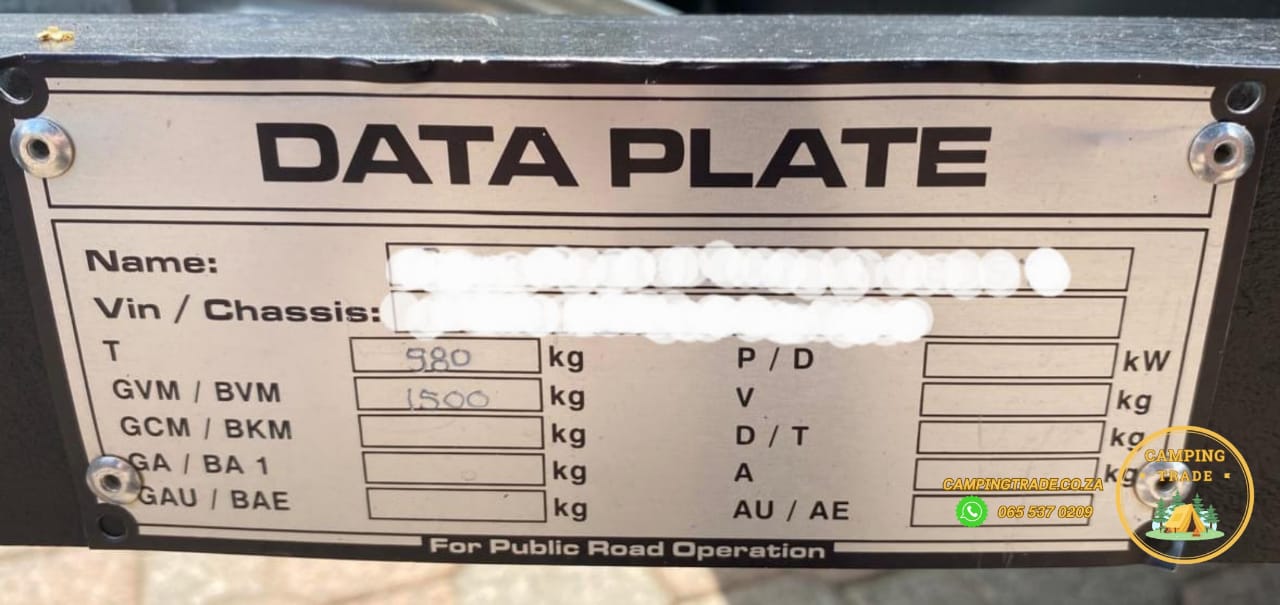 DATA PLATE
Name:
Vin / Chassis:
T 980 kg P / D kW
GVM / BVM 1500 kg V kg
GCM / BKM kg D / T kg
GA / BA 1 kg A kg
GAU / BAE kg AU / AE
For Public Road Operation
CAMPING TRADE
CAMPINGTRADE.CO.ZA
065 537 0209